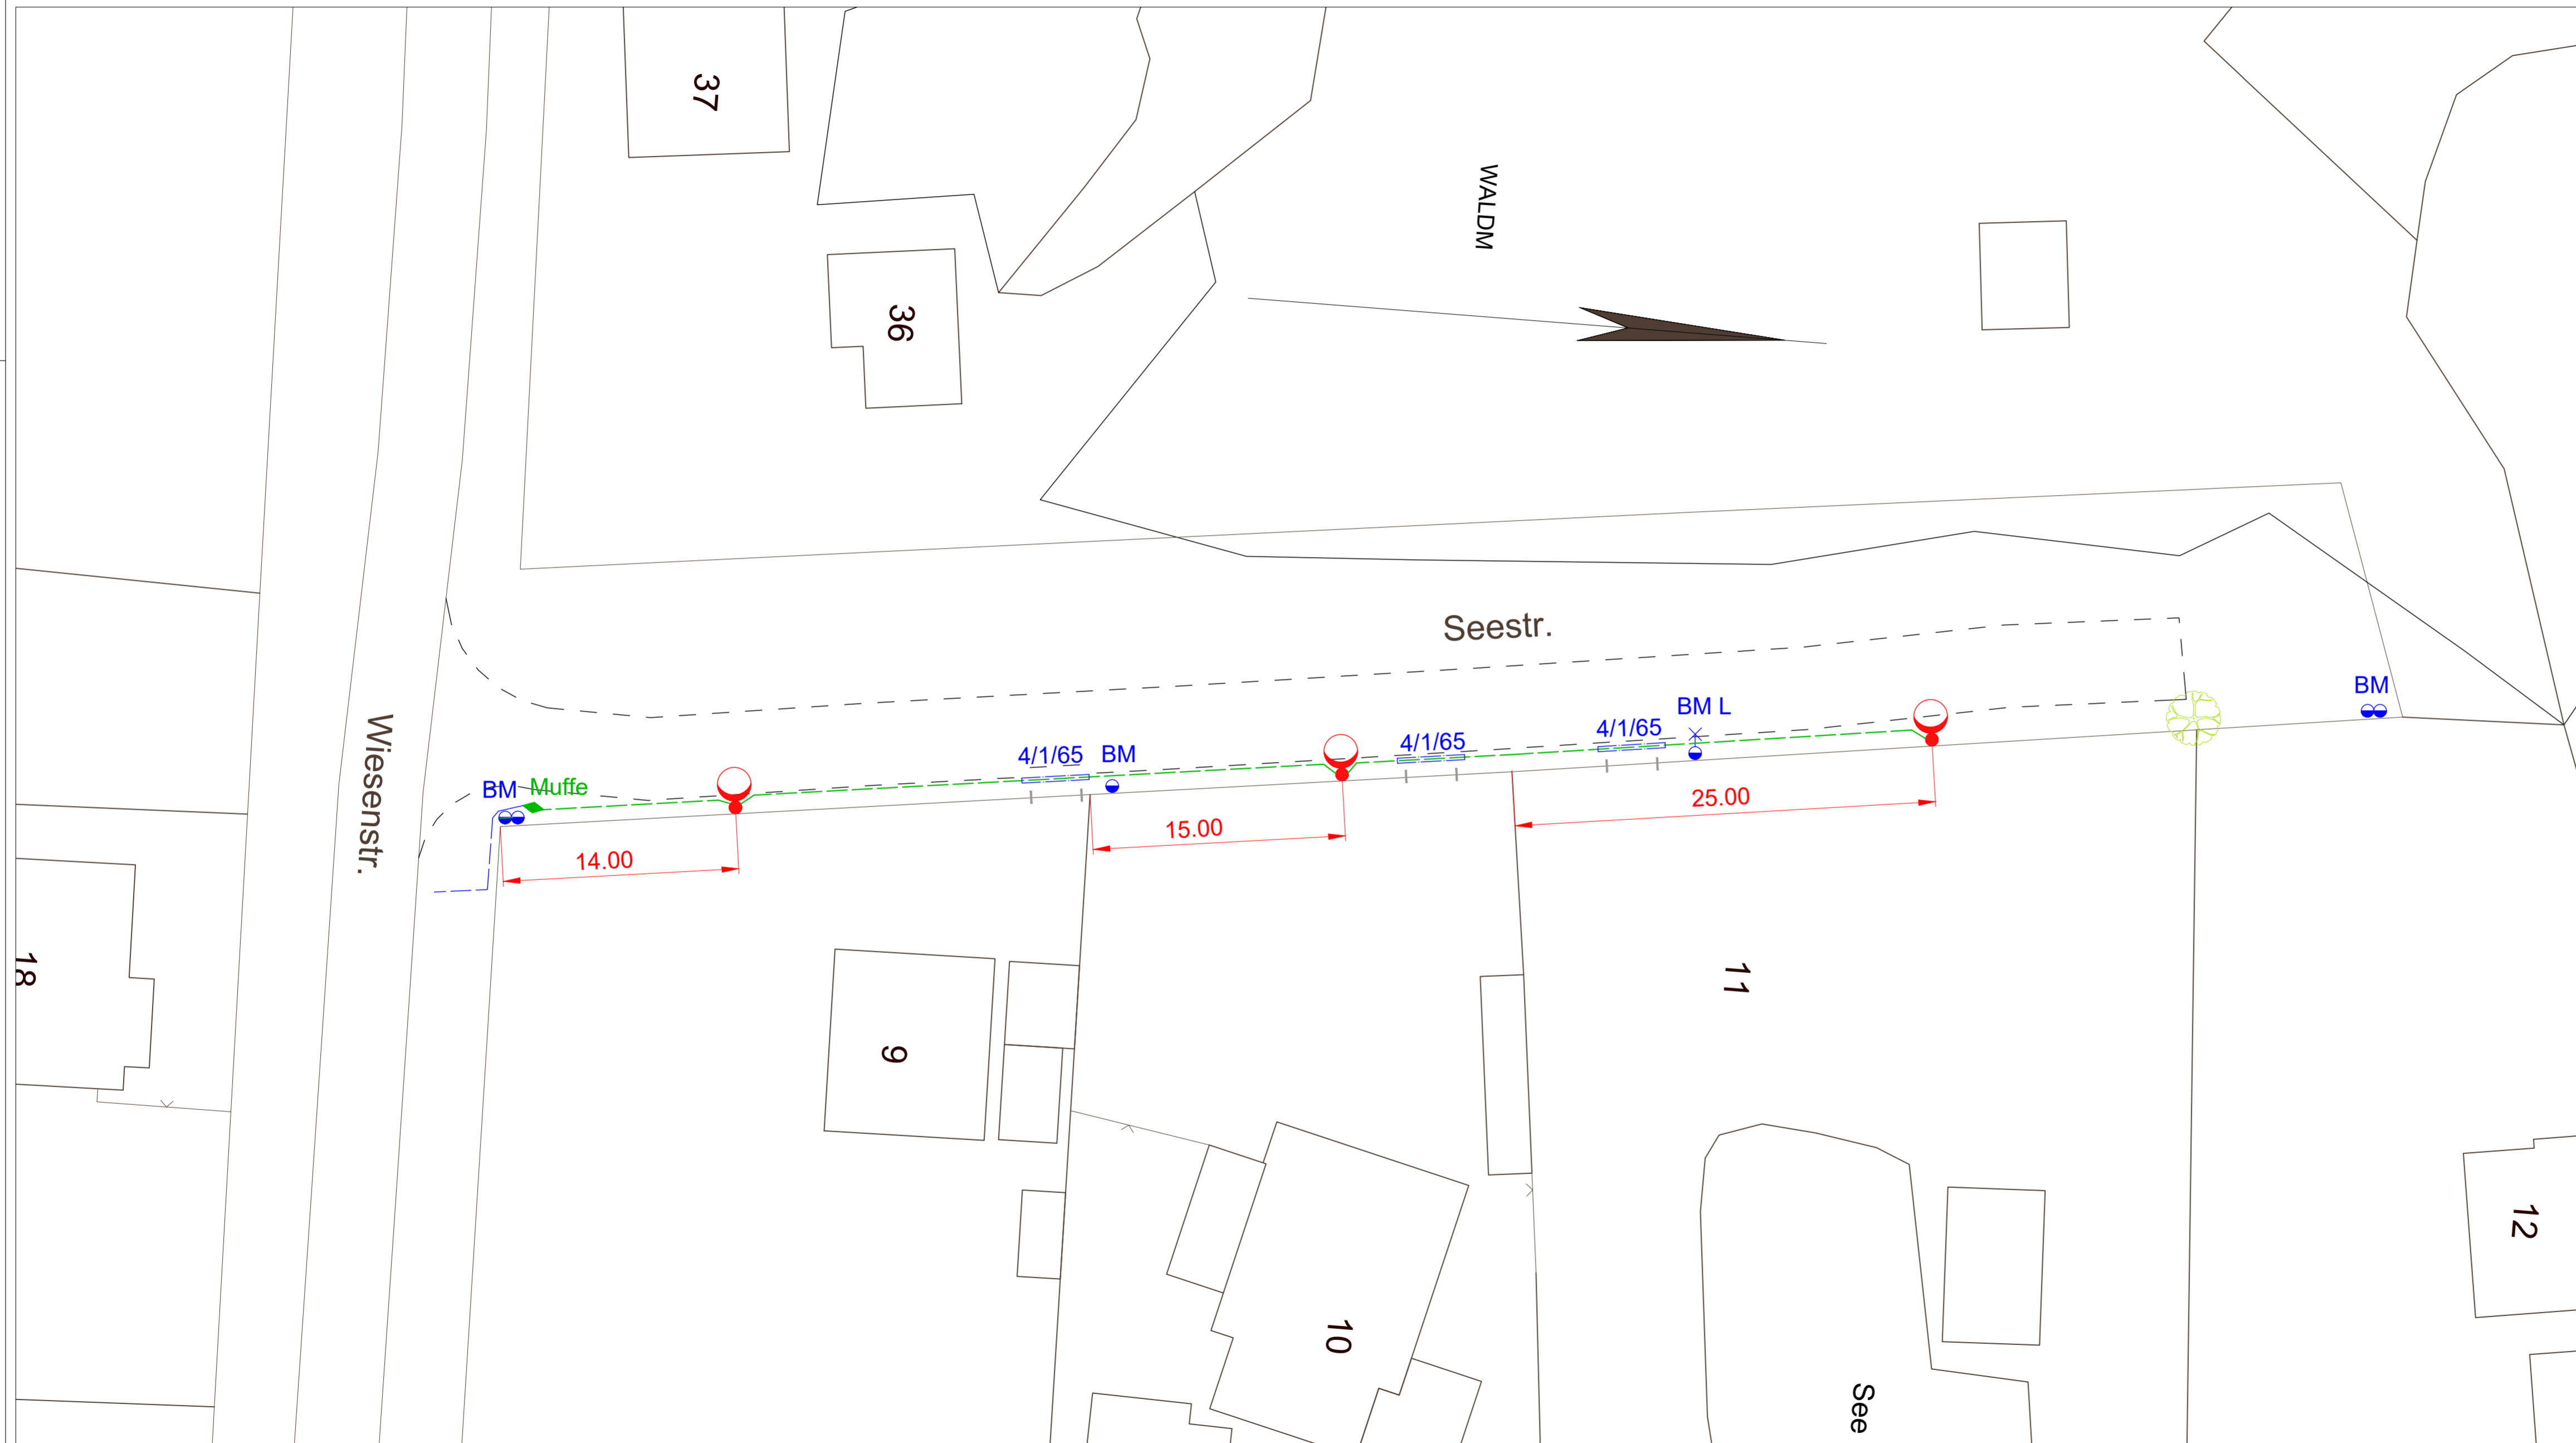 37
WALDM
36
Seestr.
BM
BM L
4/1/65
4/1/65
4/1/65
BM
BM
Muffe
Wiesenstr.
25.00
15.00
14.00
18
11
9
12
10
See